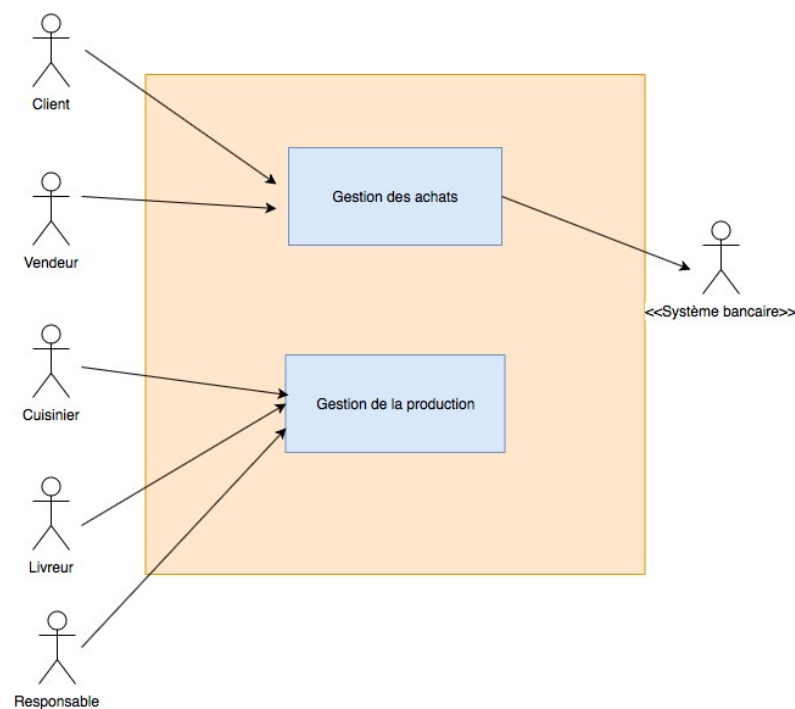 Client
Gestion des achats
Vendeur
<<Système bancaire>>
Cuisinier
Gestion de la production
Livreur
Responsable